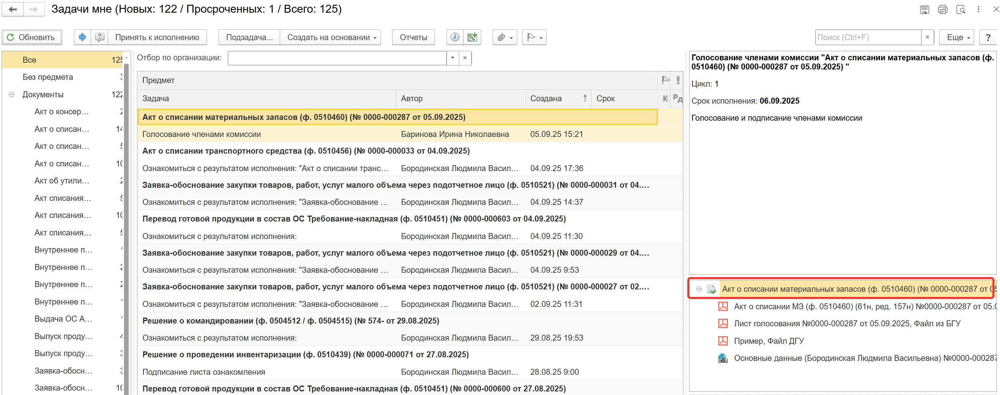 Задачи мне (Новых: 122 / Просроченных: 1 / Всего: 125)
Обновить
Принять к исполнению
Подзадача...
Создать на основании
Отчеты
Поиск (Ctrl+F)
×
Еще
?
Все 125
Без предмета 3
Документы 122
Акт о консер... 2
Акт о списан... 14
Акт о списан... 5
Акт о списан... 10
Акт об утили... 2
Акт списания... 5
Акт списания... 10
Акт списания... 5
Внутреннее п... 1
Внутреннее п... 2
Внутреннее п... 2
Внутреннее п... 1
Выдача ОС А... 1
Выпуск проду... 4
Выпуск проду... 3
Заявка-обосн... 3
Заявка-обосн... 10
Отбор по организации:
×
Предмет
Задача Автор Создана ↑ Срок К Рд
Акт о списании материальных запасов (ф. 0510460) (№ 0000-000287 от 05.09.2025)
Голосование членами комиссии Баринова Ирина Николаевна 05.09.25 15:21
Акт о списании транспортного средства (ф. 0510456) (№ 0000-000033 от 04.09.2025)
Ознакомиться с результатом исполнения: "Акт о списании транс... Бородинская Людмила Васил... 04.09.25 17:36
Заявка-обоснование закупки товаров, работ, услуг малого объема через подотчетное лицо (ф. 0510521) (№ 0000-000031 от 04....
Ознакомиться с результатом исполнения: "Заявка-обоснование ... Бородинская Людмила Васил... 04.09.25 14:37
Перевод готовой продукции в состав ОС Требование-накладная (ф. 0510451) (№ 0000-000603 от 04.09.2025)
Ознакомиться с результатом исполнения: Бородинская Людмила Васил... 04.09.25 11:30
Заявка-обоснование закупки товаров, работ, услуг малого объема через подотчетное лицо (ф. 0510521) (№ 0000-000029 от 04....
Ознакомиться с результатом исполнения: "Заявка-обоснование ... Бородинская Людмила Васил... 04.09.25 9:53
Заявка-обоснование закупки товаров, работ, услуг малого объема через подотчетное лицо (ф. 0510521) (№ 0000-000027 от 02....
Ознакомиться с результатом исполнения: "Заявка-обоснование ... Бородинская Людмила Васил... 02.09.25 11:31
Решение о командировании (ф. 0504512 / ф. 0504515) (№ 574- от 29.08.2025)
Ознакомиться с результатом исполнения: Бородинская Людмила Васил... 29.08.25 19:53
Решение о проведении инвентаризации (ф. 0510439) (№ 0000-000071 от 27.08.2025)
Подписание листа ознакомления Бородинская Людмила Васил... 28.08.25 9:00
Перевод готовой продукции в состав ОС Требование-накладная (ф. 0510451) (№ 0000-000600 от 27.08.2025)
Голосование членами комиссии "Акт о списании материальных запасов (ф.
0510460) (№ 0000-000287 от 05.09.2025) "
Цикл: 1
Срок исполнения: 06.09.2025
Голосование и подписание членами комиссии
Акт о списании материальных запасов (ф. 0510460) (№ 0000-000287 от 05
Акт о списании МЗ (ф. 0510460) (61н, ред. 157н) №0000-000287 от 05.0
Лист голосования №0000-000287 от 05.09.2025, Файл из БГУ
Пример, Файл ДГУ
Основные данные (Бородинская Людмила Васильевна) №0000-000287